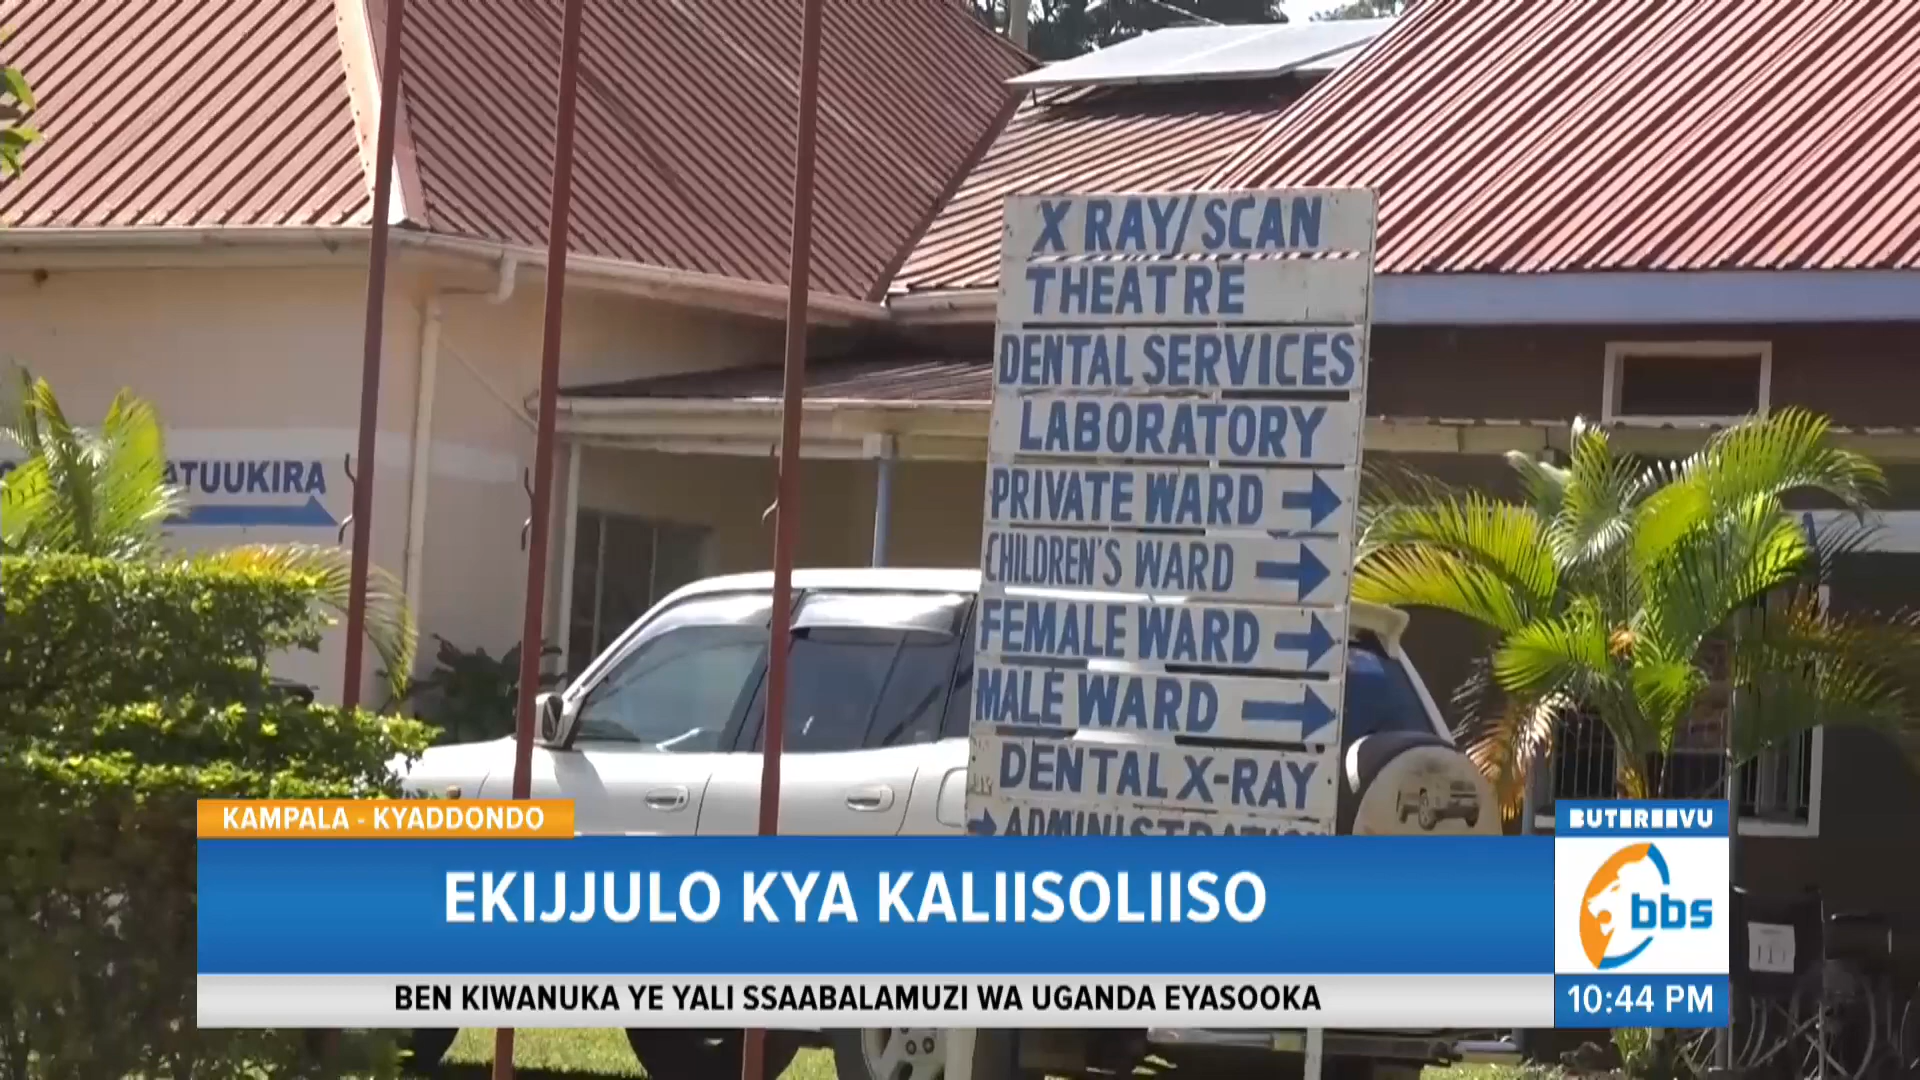 X RAY/SCAN
THEATRE
DENTAL SERVICES
LABORATORY
PRIVATE WARD
CHILDREN'S WARD
FEMALE WARD
MALE WARD
DENTAL X-RAY
ADMINISTRATION
ATUUKIRA
KAMPALA - KYADDONDO
EKIJJULO KYA KALIISOLIISO
BEN KIWANUKA YE YALI SSAABALAMUZI WA UGANDA EYASOOKA
BUTEREEVU
bbs
10:44 PM